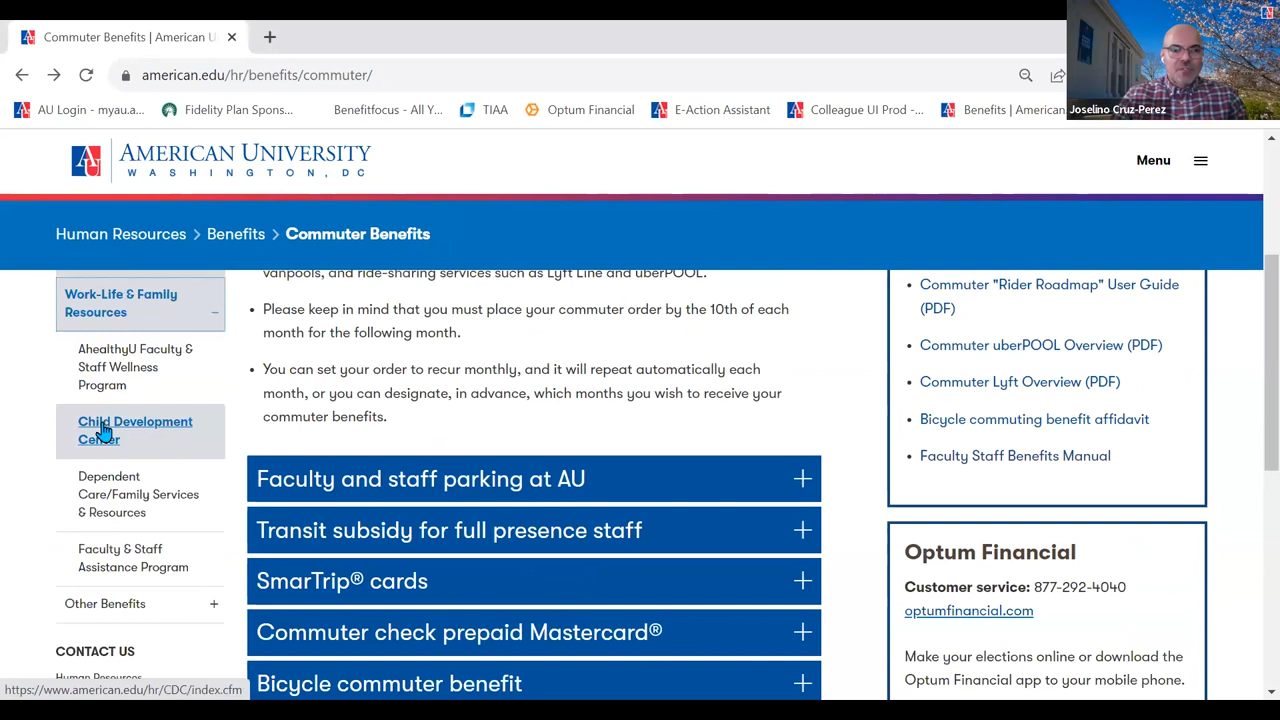 Commuter Benefits | American U
american.edu/hr/benefits/commuter/
AU Login - myau.a...
Fidelity Plan Spons...
Benefitfocus - All Y...
TIAA
Optum Financial
E-Action Assistant
Colleague UI Prod -...
Benefits | American
Joselino Cruz-Perez
AMERICAN UNIVERSITY
WASHINGTON, DC
Menu
Human Resources > Benefits > Commuter Benefits
Work-Life & Family
Resources
AhealthyU Faculty &
Staff Wellness
Program
Child Development
Center
Dependent
Care/Family Services
& Resources
Faculty & Staff
Assistance Program
Other Benefits +
CONTACT US
Human Resources
https://www.american.edu/hr/CDC/index.cfm
vanpools, and ride-sharing services such as Lyft Line and uberPOOL.
• Please keep in mind that you must place your commuter order by the 10th of each
month for the following month.
• You can set your order to recur monthly, and it will repeat automatically each
month, or you can designate, in advance, which months you wish to receive your
commuter benefits.
Faculty and staff parking at AU +
Transit subsidy for full presence staff +
SmarTrip® cards +
Commuter check prepaid Mastercard® +
Bicycle commuter benefit +
• Commuter "Rider Roadmap" User Guide
(PDF)
• Commuter uberPOOL Overview (PDF)
• Commuter Lyft Overview (PDF)
• Bicycle commuting benefit affidavit
• Faculty Staff Benefits Manual
Optum Financial
Customer service: 877-292-4040
optumfinancial.com
Make your elections online or download the
Optum Financial app to your mobile phone.